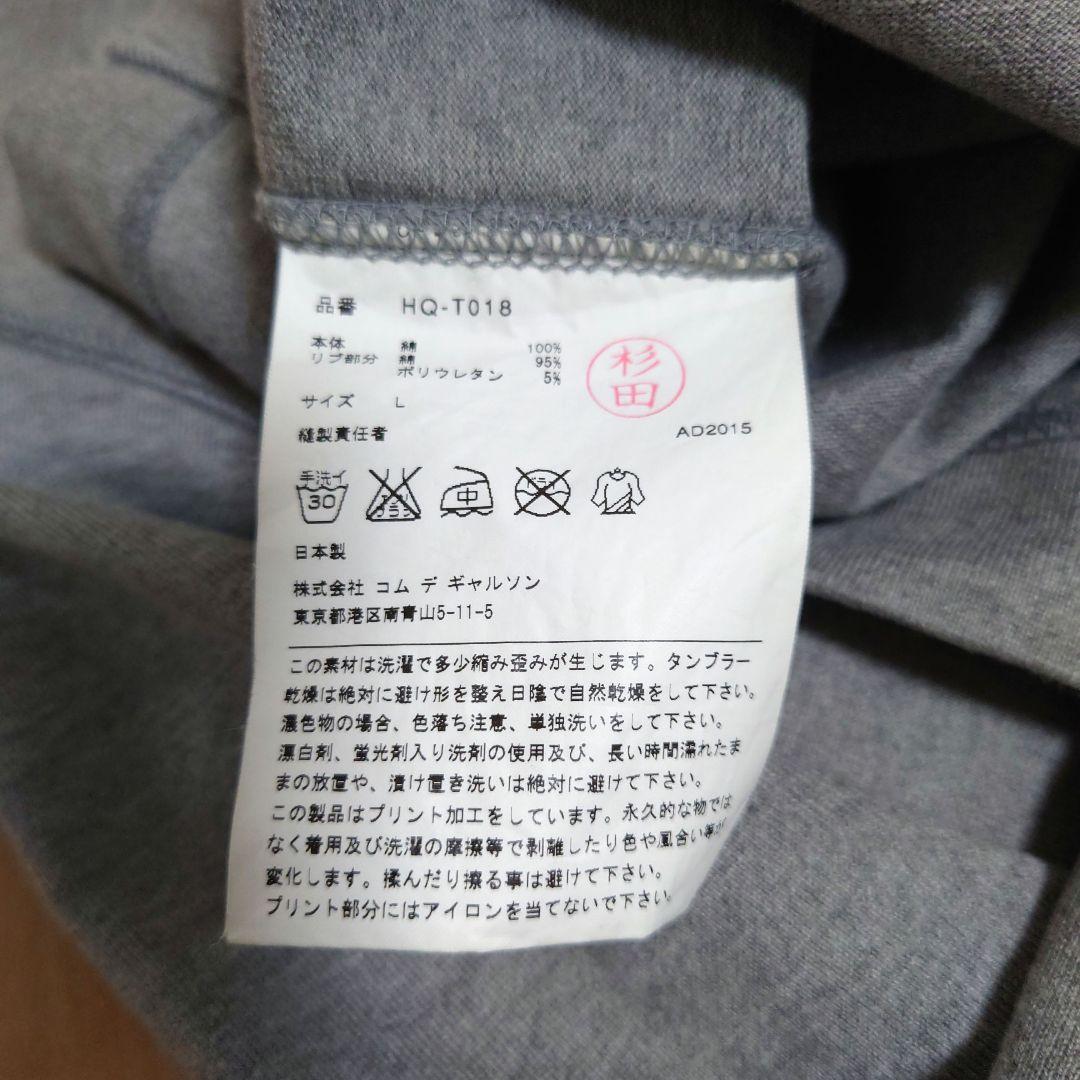 品番 HQ-T018
本体 綿 100%
リブ部分 綿 95%
ポリウレタン 5%
杉田
サイズ L
縫製責任者 AD2015
手洗イ
30
エンソ
サラシ
中
ドライ
日本製
株式会社 コム デ ギャルソン
東京都港区南青山5-11-5
この素材は洗濯で多少縮み歪みが生じます。タンブラー
乾燥は絶対に避け形を整え日陰で自然乾燥をして下さい。
濃色物の場合、色落ち注意、単独洗いをして下さい。
漂白剤、蛍光剤入り洗剤の使用及び、長い時間濡れたま
まの放置や、漬け置き洗いは絶対に避けて下さい。
この製品はプリント加工をしています。永久的な物では
なく着用及び洗濯の摩擦等で剥離したり色や風合い等が
変化します。揉んだり擦る事は避けて下さい。
プリント部分にはアイロンを当てないで下さい。